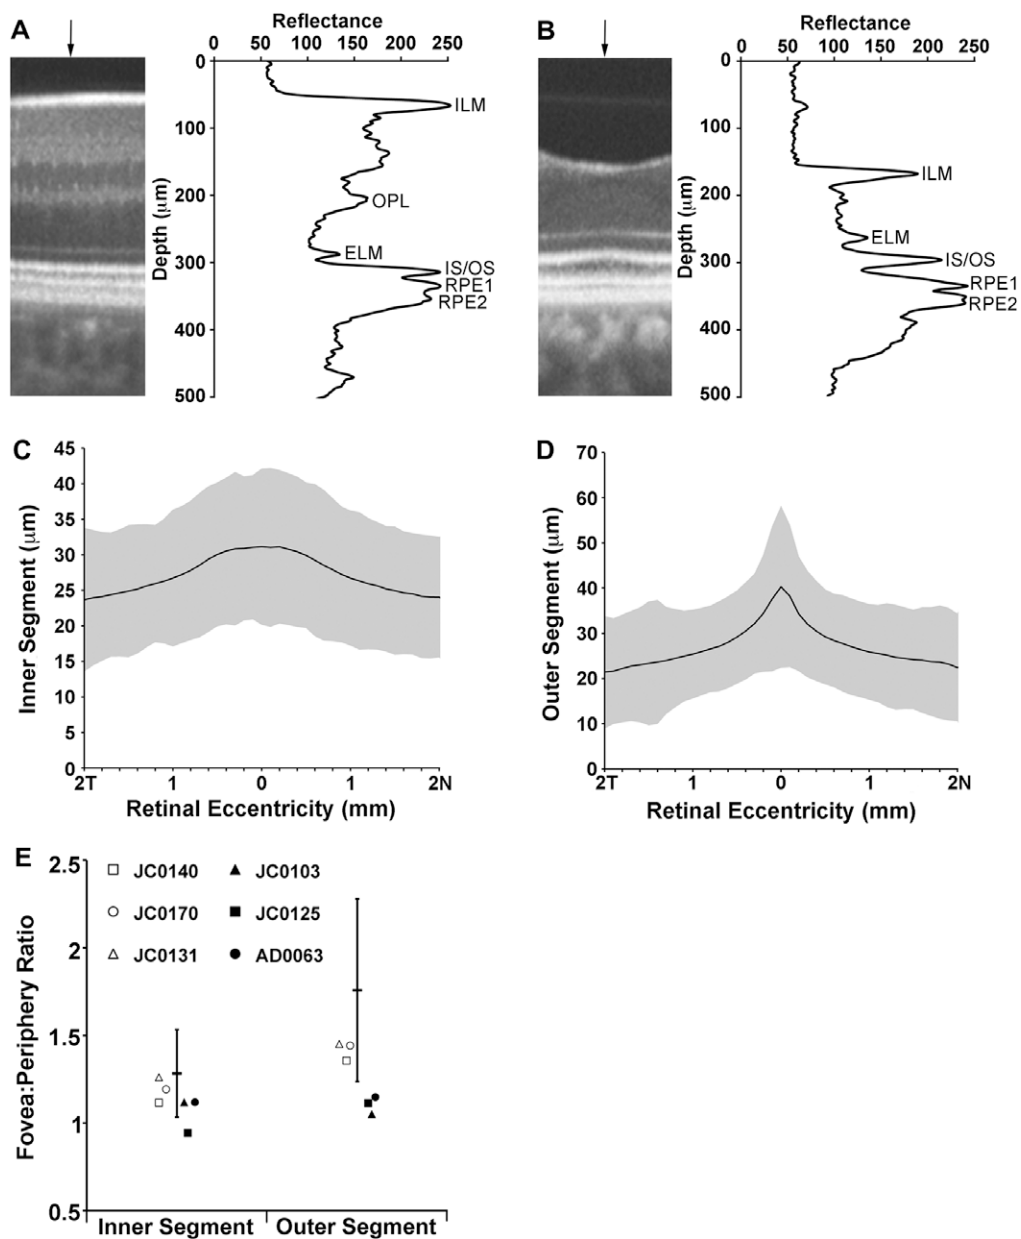 A
Reflectance
0 50 100 150 200 250
0
100
200
300
400
500
Depth (μm)
ILM
OPL
ELM
IS/OS
RPE1
RPE2
B
Reflectance
0 50 100 150 200 250
0
100
200
300
400
500
Depth (μm)
ILM
ELM
IS/OS
RPE1
RPE2
C
45
40
35
30
25
20
15
10
5
0
Inner Segment (μm)
2T 1 0 1 2N
Retinal Eccentricity (mm)
D
70
60
50
40
30
20
10
0
Outer Segment (μm)
2T 1 0 1 2N
Retinal Eccentricity (mm)
E
2.5
2
1.5
1
0.5
Fovea:Periphery Ratio
JC0140 JC0103
JC0170 JC0125
JC0131 AD0063
Inner Segment Outer Segment